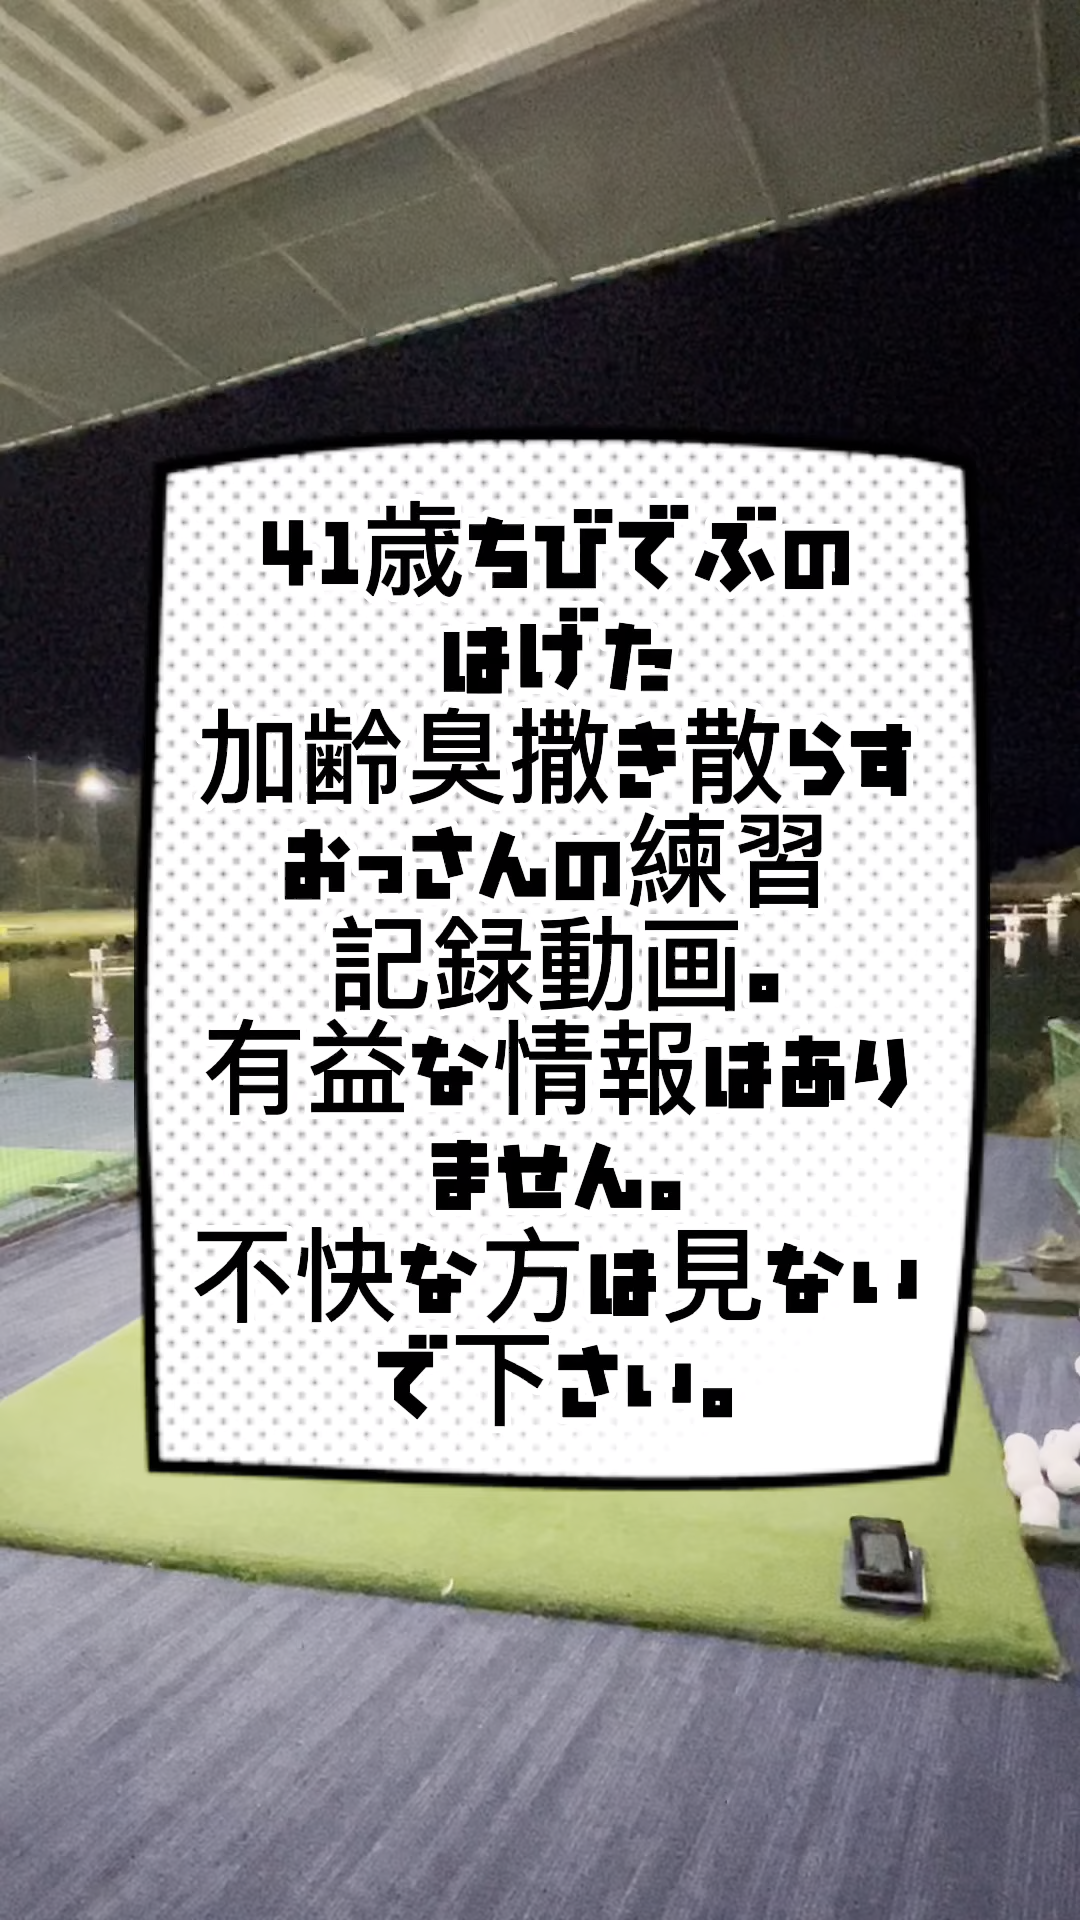 41歳ちびでぶの
はげた
加齢臭撒き散らす
おっさんの練習
記録動画。
有益な情報はあり
ません。
不快な方は見ない
で下さい。